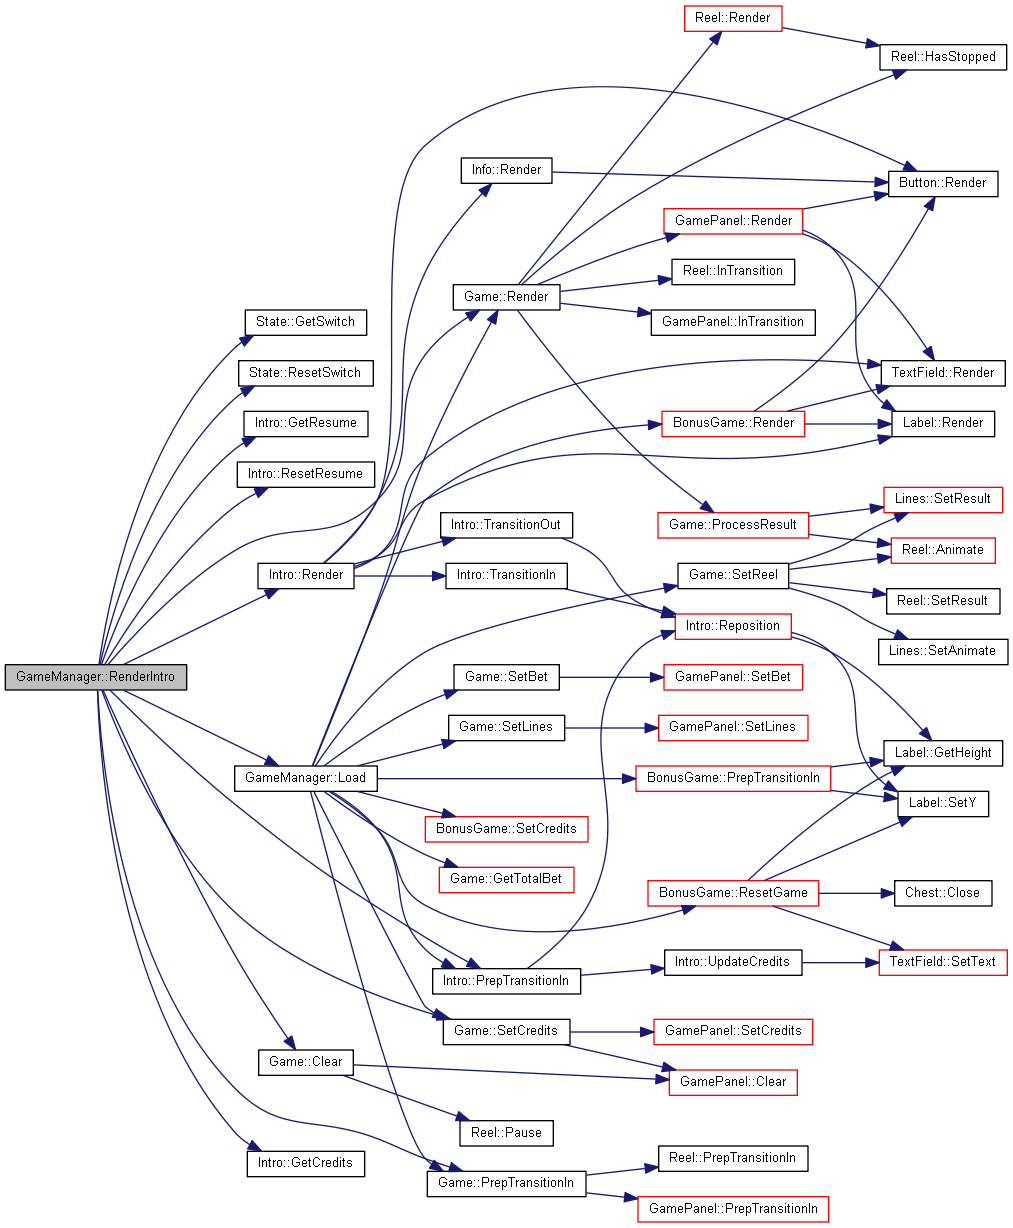 Reel::Render
Reel::HasStopped
Info::Render
Button::Render
GamePanel::Render
Reel::InTransition
Game::Render
State::GetSwitch
GamePanel::InTransition
State::ResetSwitch
TextField::Render
Intro::GetResume
BonusGame::Render
Label::Render
Intro::ResetResume
Lines::SetResult
Intro::TransitionOut
Game::ProcessResult
Reel::Animate
Intro::Render
Intro::TransitionIn
Game::SetReel
Reel::SetResult
Intro::Reposition
Lines::SetAnimate
GameManager::RenderIntro
Game::SetBet
GamePanel::SetBet
Game::SetLines
GamePanel::SetLines
Label::GetHeight
GameManager::Load
BonusGame::PrepTransitionIn
Label::SetY
BonusGame::SetCredits
Game::GetTotalBet
BonusGame::ResetGame
Chest::Close
Intro::UpdateCredits
TextField::SetText
Intro::PrepTransitionIn
Game::SetCredits
GamePanel::SetCredits
Game::Clear
GamePanel::Clear
Reel::Pause
Intro::GetCredits
Reel::PrepTransitionIn
Game::PrepTransitionIn
GamePanel::PrepTransitionIn